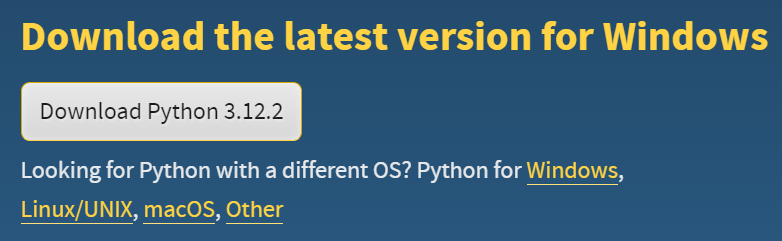 Download the latest version for Windows
Download Python 3.12.2
Looking for Python with a different OS? Python for Windows,
Linux/UNIX, macOS, Other